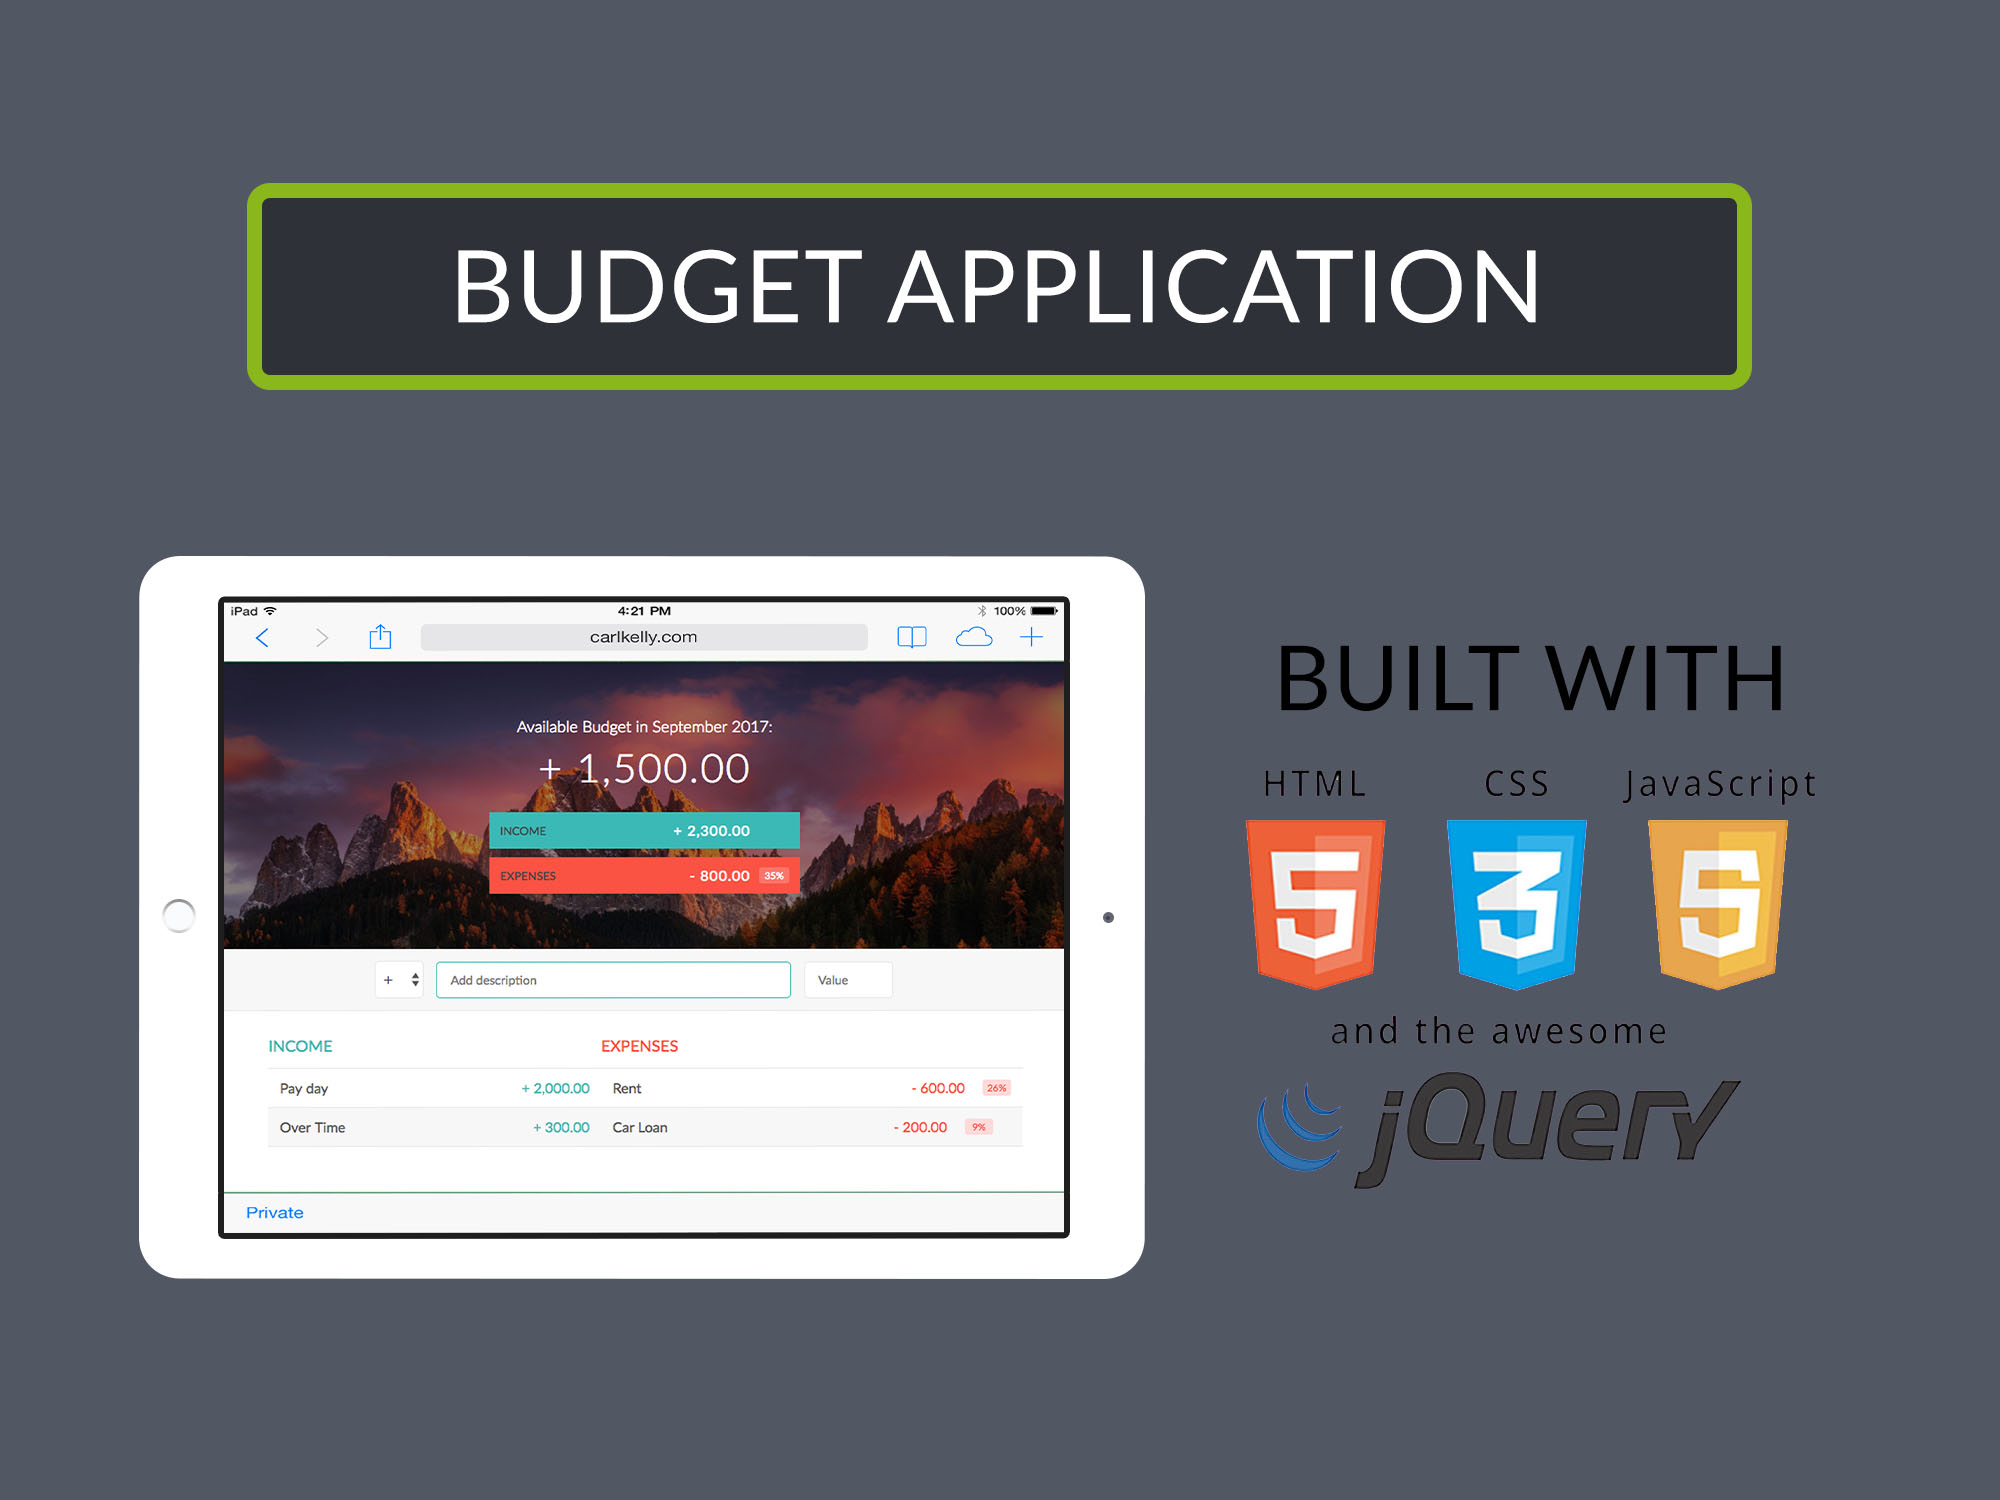 BUDGET APPLICATION
iPad 4:21 PM 100%
carlkelly.com
Available Budget in September 2017:
+ 1,500.00
INCOME + 2,300.00
EXPENSES - 800.00 35%
+ Add description Value
INCOME EXPENSES
Pay day + 2,000.00 Rent - 600.00 26%
Over Time + 300.00 Car Loan - 200.00 9%
Private
BUILT WITH
HTML CSS JavaScript
5 3 5
and the awesome
jQuery